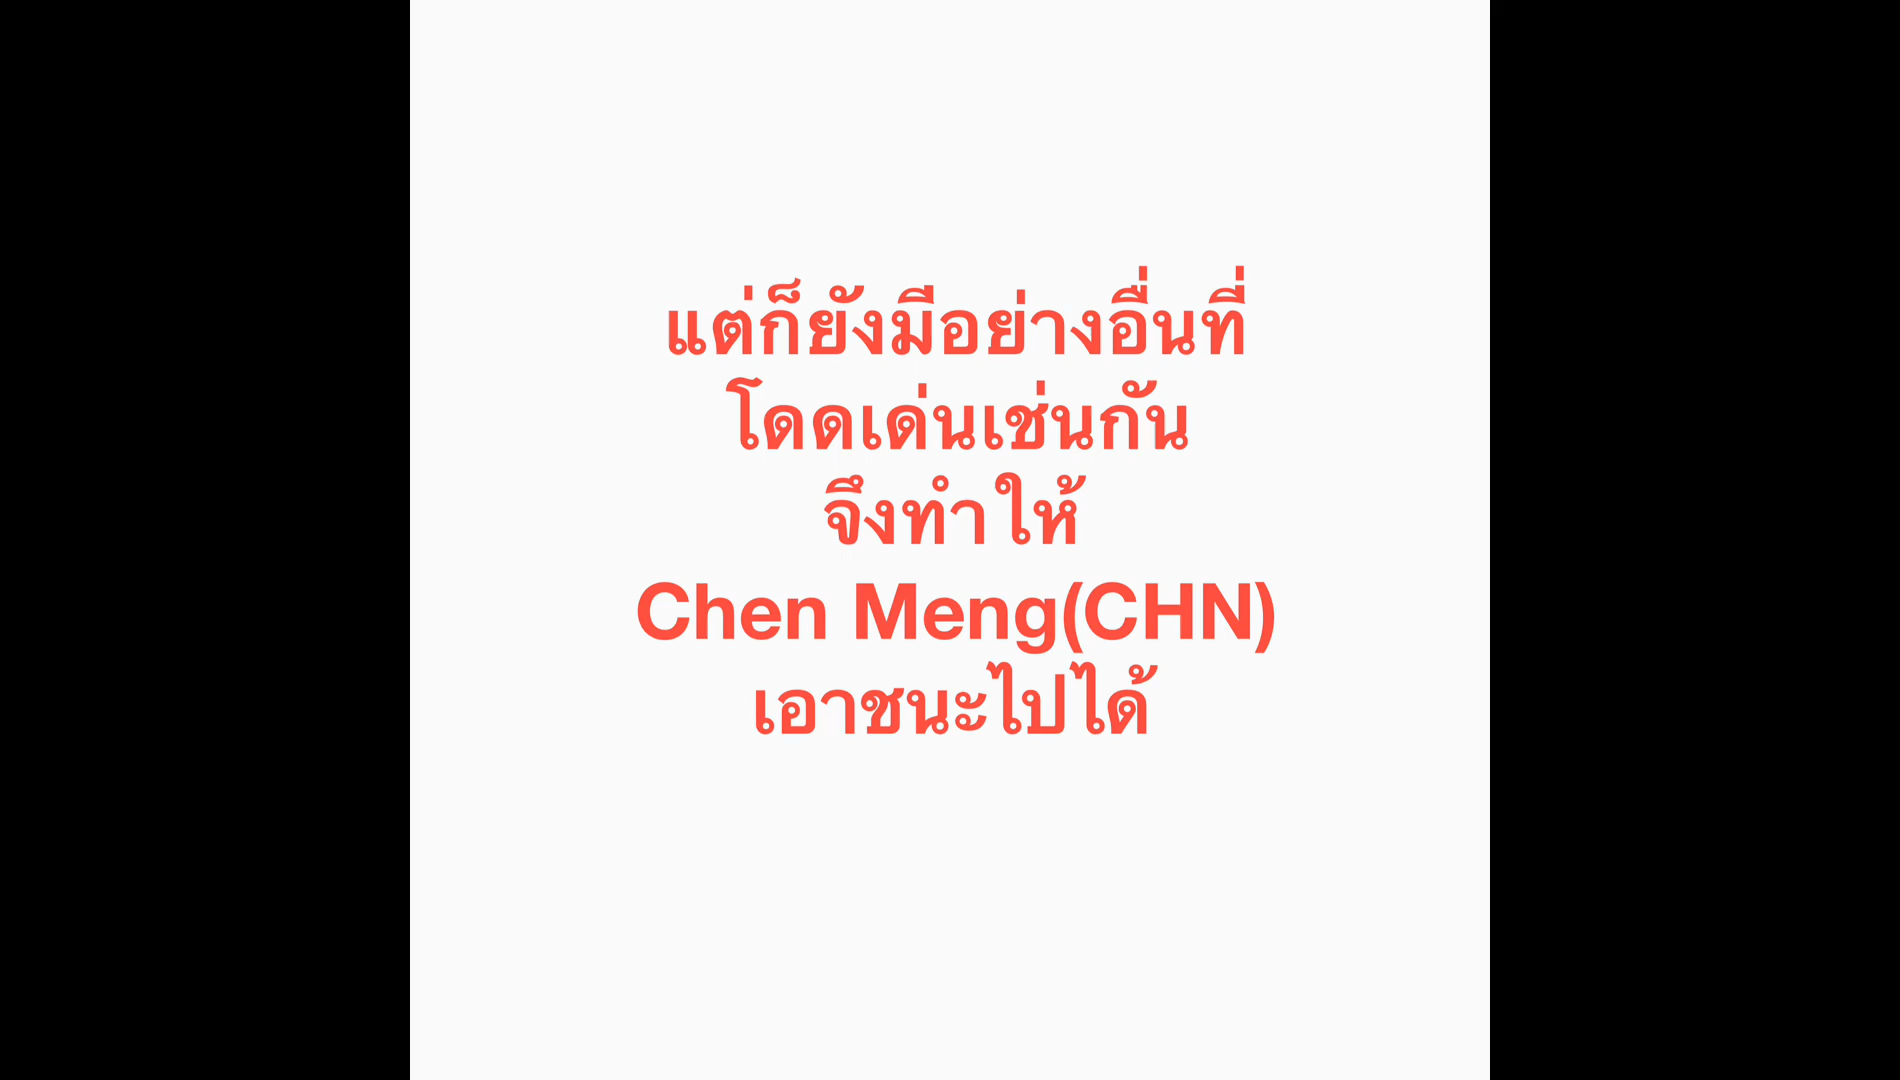 แต่ก็ยังมีอย่างอื่นที่
โดดเด่นเช่นกัน
จึงทำให้
Chen Meng(CHN)
เอาชนะไปได้